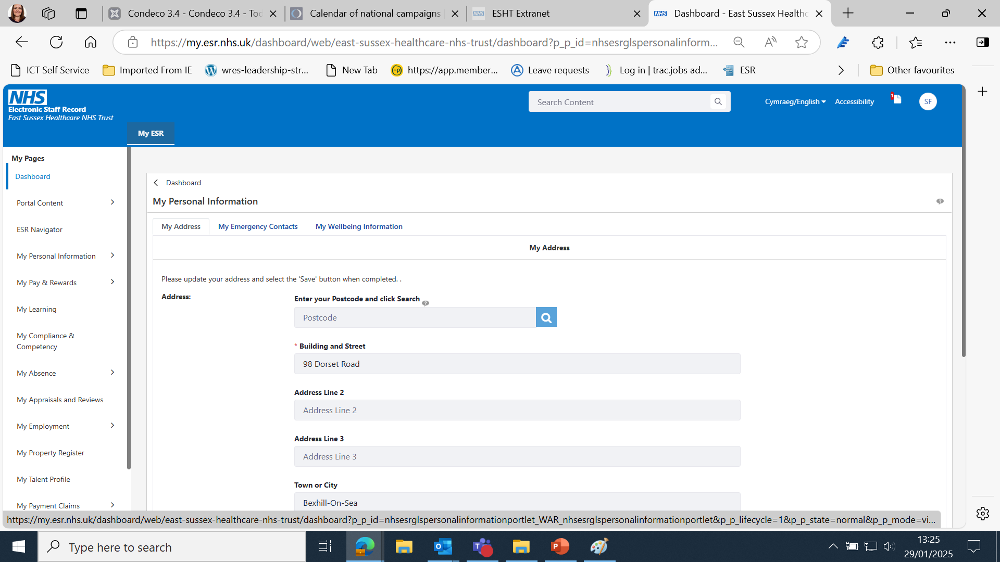 Condeco 3.4 - Condeco 3.4 - Tod
Calendar of national campaigns
NHS
ESHT Extranet
NHS
Dashboard - East Sussex Healthc
https://my.esr.nhs.uk/dashboard/web/east-sussex-healthcare-nhs-trust/dashboard?p_p_id=nhsesrglspersonalinform...
ICT Self Service
Imported From IE
wres-leadership-str...
New Tab
https://app.member...
Leave requests
Log in | trac.jobs ad...
ESR
Other favourites
NHS
Electronic Staff Record
East Sussex Healthcare NHS Trust
Search Content
Cymraeg/English
Accessibility
1
SF
My ESR
My Pages
Dashboard
Portal Content
ESR Navigator
My Personal Information
My Pay & Rewards
My Learning
My Compliance &
Competency
My Absence
My Appraisals and Reviews
My Employment
My Property Register
My Talent Profile
My Payment Claims
Dashboard
My Personal Information
My Address
My Emergency Contacts
My Wellbeing Information
My Address
Please update your address and select the 'Save' button when completed. .
Address:
Enter your Postcode and click Search
Postcode
* Building and Street
98 Dorset Road
Address Line 2
Address Line 2
Address Line 3
Address Line 3
Town or City
Bexhill-On-Sea
https://my.esr.nhs.uk/dashboard/web/east-sussex-healthcare-nhs-trust/dashboard?p_p_id=nhsesrglspersonalinformationportlet_WAR_nhsesrglspersonalinformationportlet&p_p_lifecycle=1&p_p_state=normal&p_p_mode=vi...
Type here to search
13:25
29/01/2025